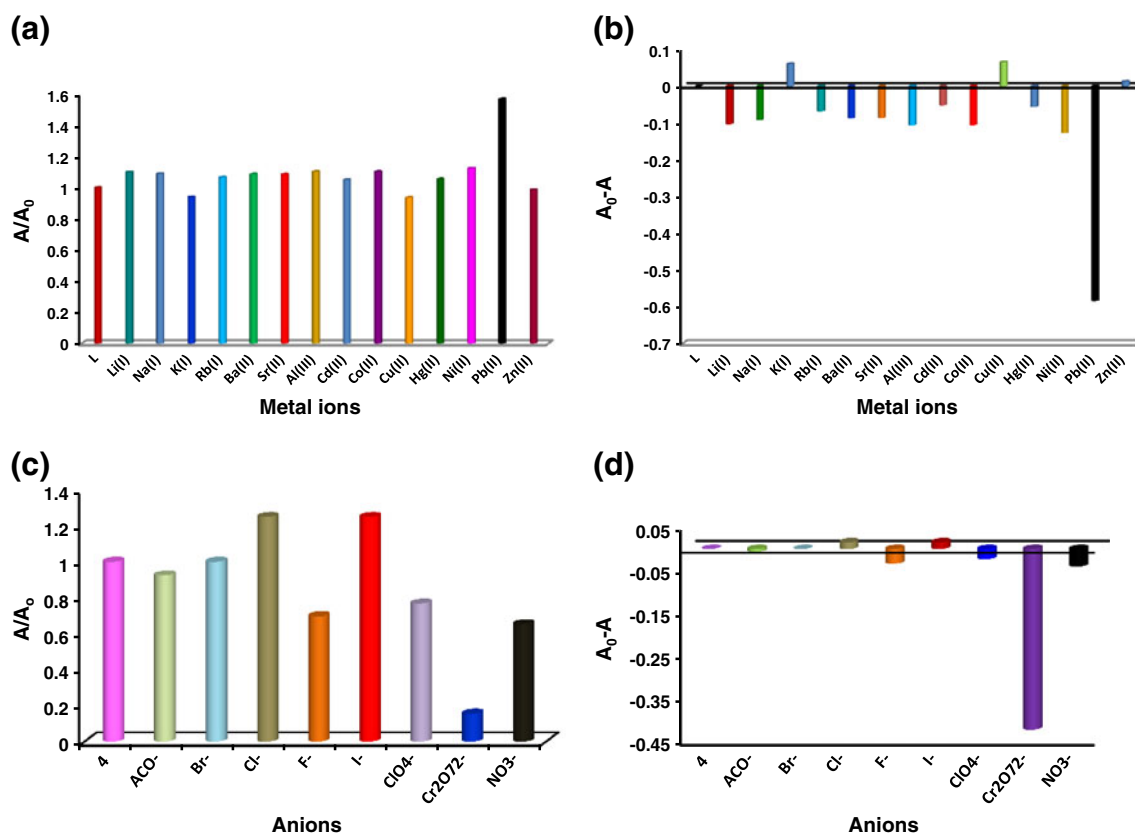 (a)
1.6
1.4
1.2
1
0.8
0.6
0.4
0.2
0
A/A0
L
Li(I)
Na(I)
K(I)
Rb(I)
Ba(II)
Sr(II)
Al(III)
Cd(II)
Co(II)
Cu(II)
Hg(II)
Ni(II)
Pb(II)
Zn(II)
Metal ions
(b)
0.1
0
-0.1
-0.2
-0.3
-0.4
-0.5
-0.6
-0.7
A0-A
L
Li(I)
Na(I)
K(I)
Rb(I)
Ba(II)
Sr(II)
Al(III)
Cd(II)
Co(II)
Cu(II)
Hg(II)
Ni(II)
Pb(II)
Zn(II)
Metal ions
(c)
1.4
1.2
1
0.8
0.6
0.4
0.2
0
A/Ao
4
ACO-
Br-
Cl-
F-
I-
ClO4-
Cr2O72-
NO3-
Anions
(d)
0.05
-0.05
-0.15
-0.25
-0.35
-0.45
A0-A
4
ACO-
Br-
Cl-
F-
I-
ClO4-
Cr2O72-
NO3-
Anions